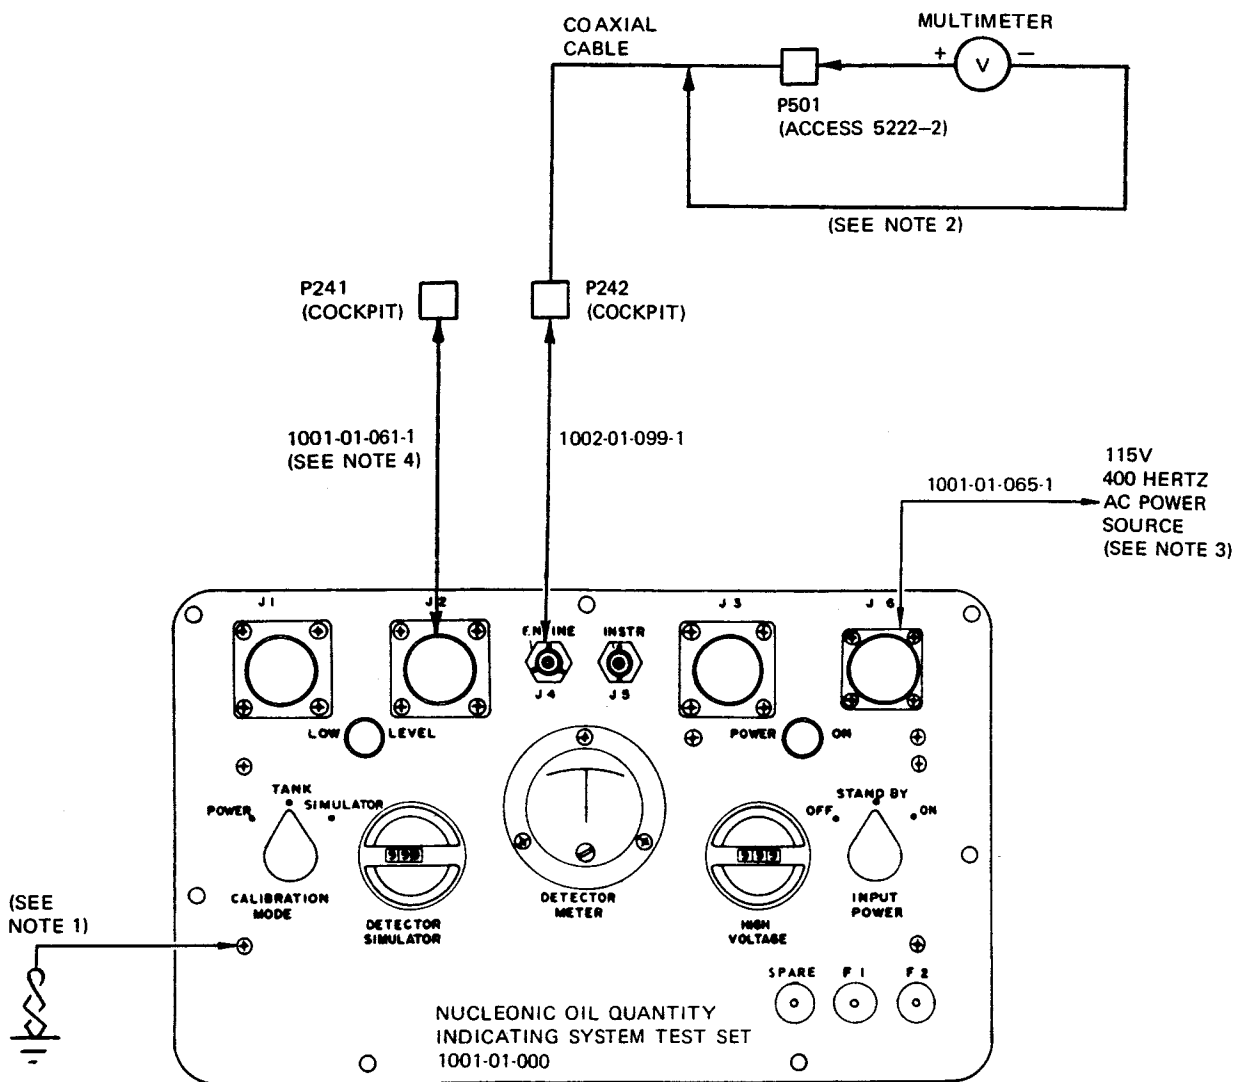 COAXIAL
CABLE
MULTIMETER
+ V −
P501
(ACCESS 5222-2)
(SEE NOTE 2)
P241
(COCKPIT)
P242
(COCKPIT)
1001-01-061-1
(SEE NOTE 4)
1002-01-099-1
1001-01-065-1
115V
400 HERTZ
AC POWER
SOURCE
(SEE NOTE 3)
J1
J2
J3
J6
ENGINE
INSTR
J4
J5
LOW LEVEL
POWER ON
TANK
POWER
SIMULATOR
CALIBRATION
MODE
999
DETECTOR
SIMULATOR
DETECTOR
METER
999
HIGH
VOLTAGE
STAND BY
OFF
ON
INPUT
POWER
(SEE
NOTE 1)
SPARE
F1
F2
NUCLEONIC OIL QUANTITY
INDICATING SYSTEM TEST SET
1001-01-000